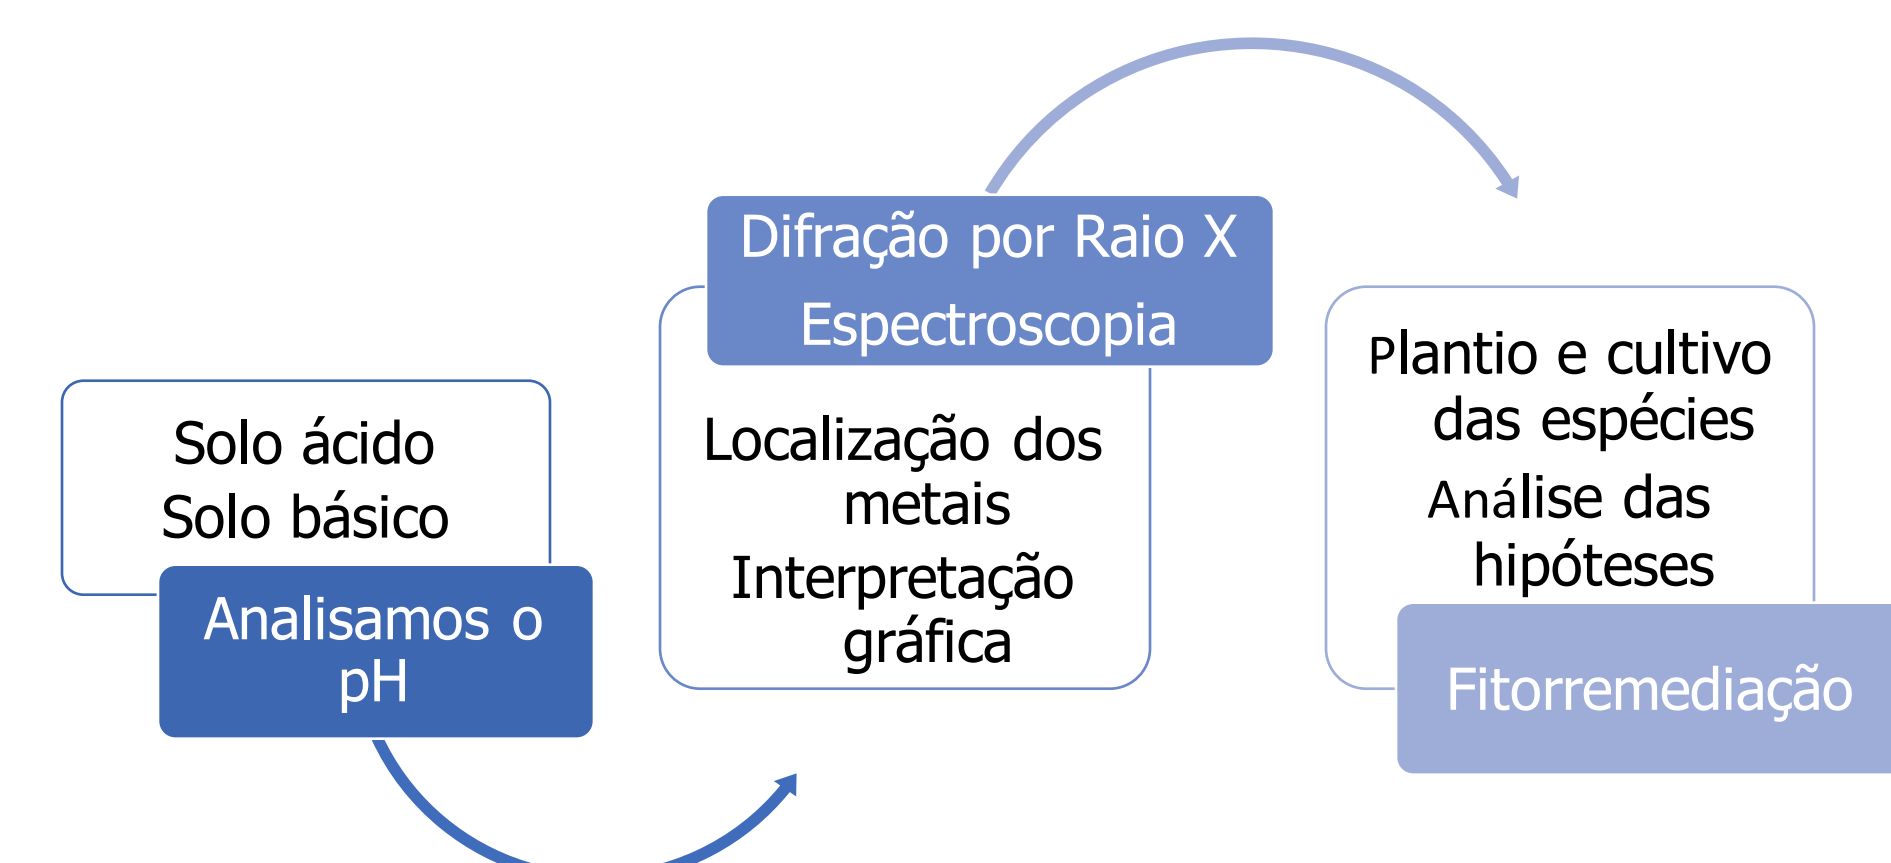 Solo ácido
Solo básico
Analisamos o
pH
Difração por Raio X
Espectroscopia
Localização dos
metais
Interpretação
gráfica
Plantio e cultivo
das espécies
Análise das
hipóteses
Fitorremediação